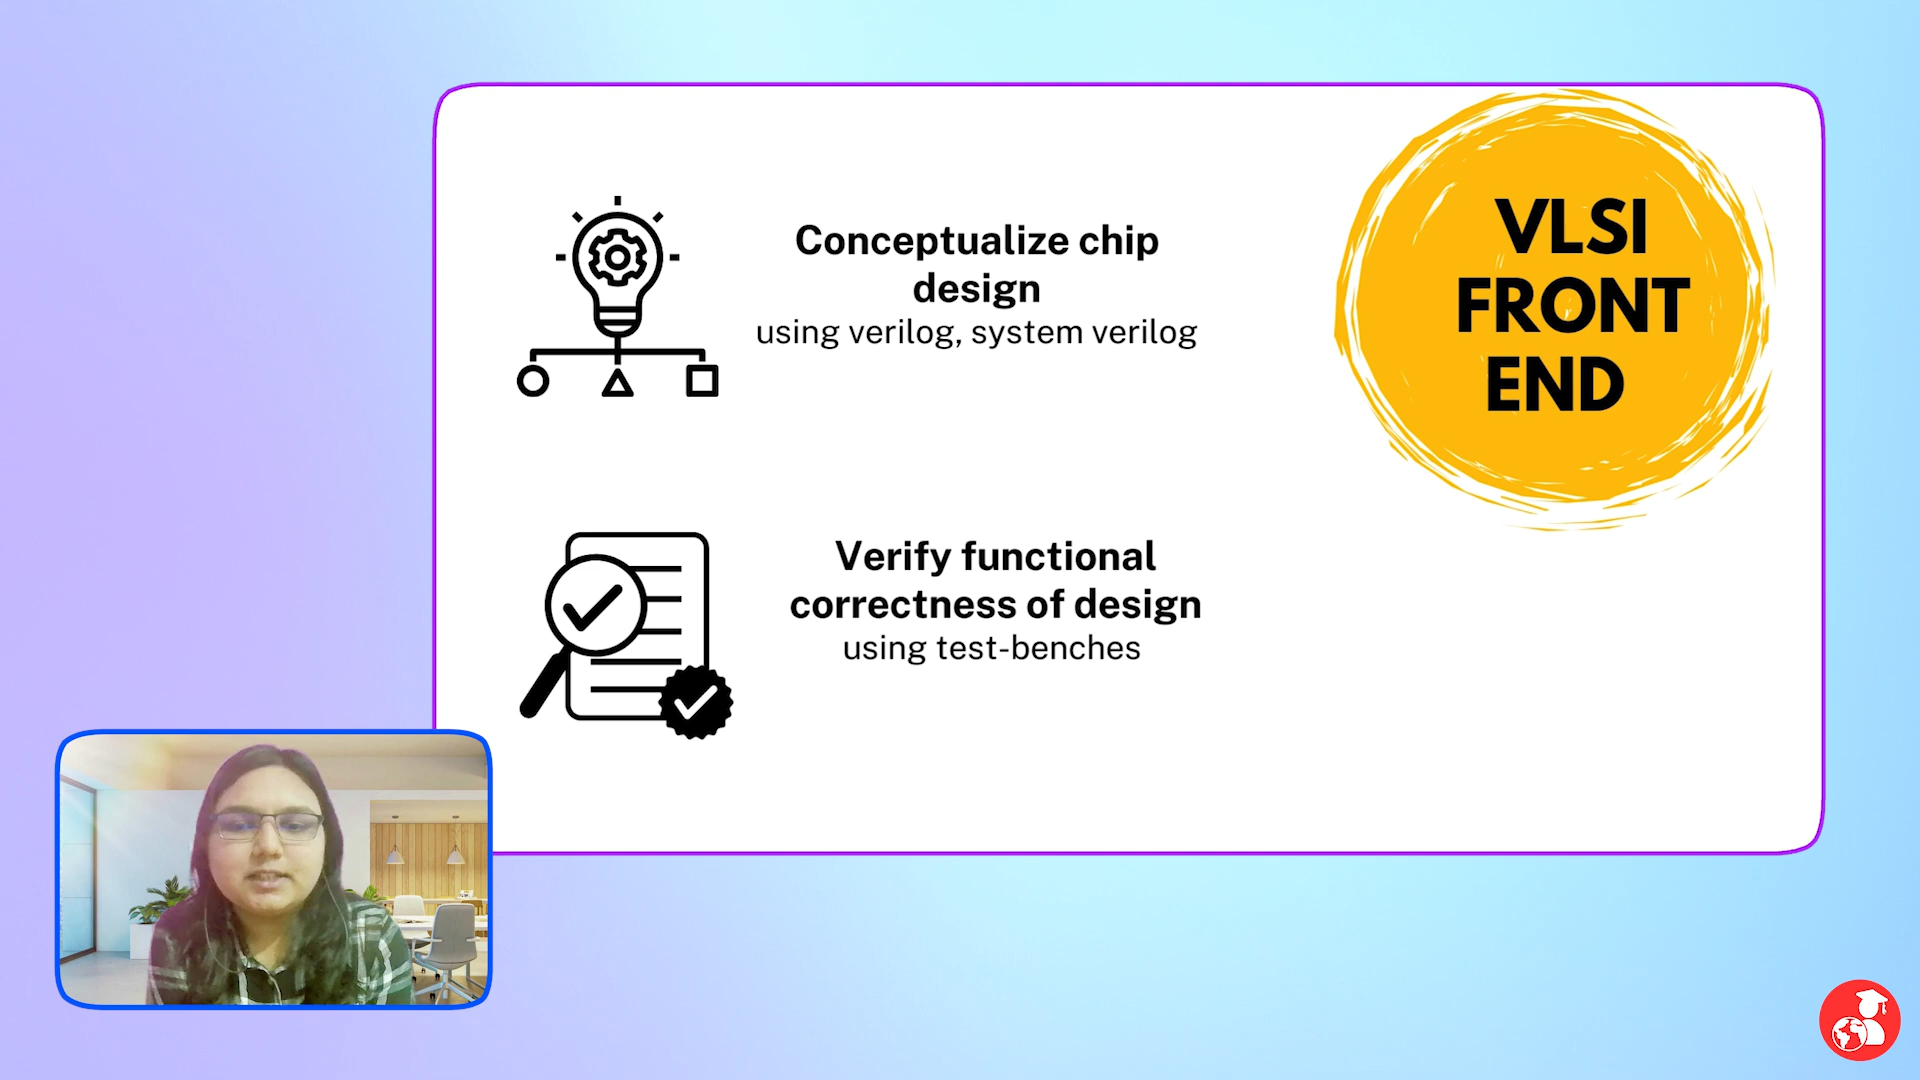 Conceptualize chip
design
using verilog, system verilog
VLSI
FRONT
END
Verify functional
correctness of design
using test-benches